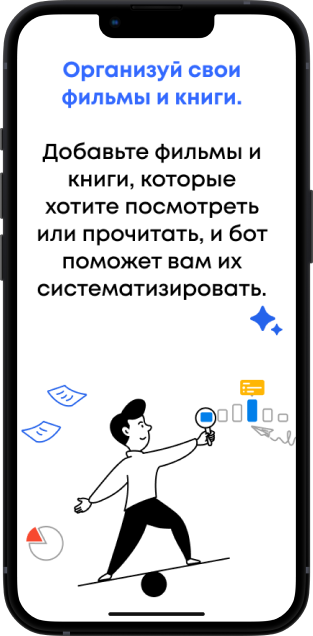 Организуй свои
фильмы и книги.
Добавьте фильмы и
книги, которые
хотите посмотреть
или прочитать, и бот
поможет вам их
систематизировать.